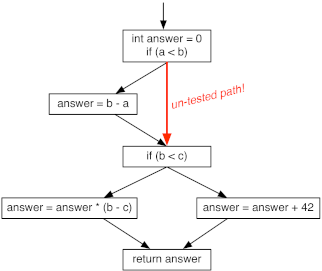 int answer = 0
if (a < b)
un-tested path!
answer = b - a
if (b < c)
answer = answer * (b - c)
answer = answer + 42
return answer